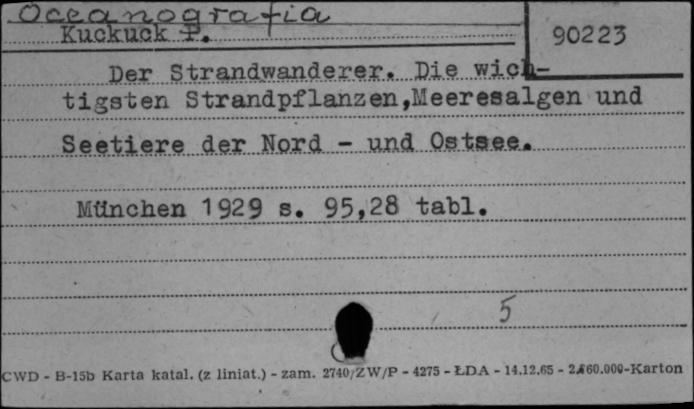 Oceanografia
Kuckuck P.
90223
Der Strandwanderer. Die wich-
tigsten Strandpflanzen,Meeresalgen und
Seetiere der Nord - und Ostsee.
München 1929 s. 95,28 tabl.
5
CWD - B-15b Karta katal. (z liniat.) - zam. 2740/ZW/P - 4275 - ŁDA - 14.12.65 - 2.860.000-Karton